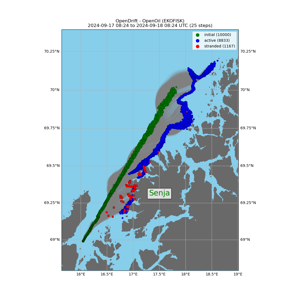 OpenDrift - OpenOil (EKOFISK)
2024-09-17 08:24 to 2024-09-18 08:24 UTC (25 steps)
initial (10000)
active (8833)
stranded (1167)
70.25°N
70.25°N
70°N
70°N
69.75°N
69.75°N
69.5°N
69.5°N
69.25°N
69.25°N
69°N
69°N
Senja
16°E
16.5°E
17°E
17.5°E
18°E
18.5°E
19°E